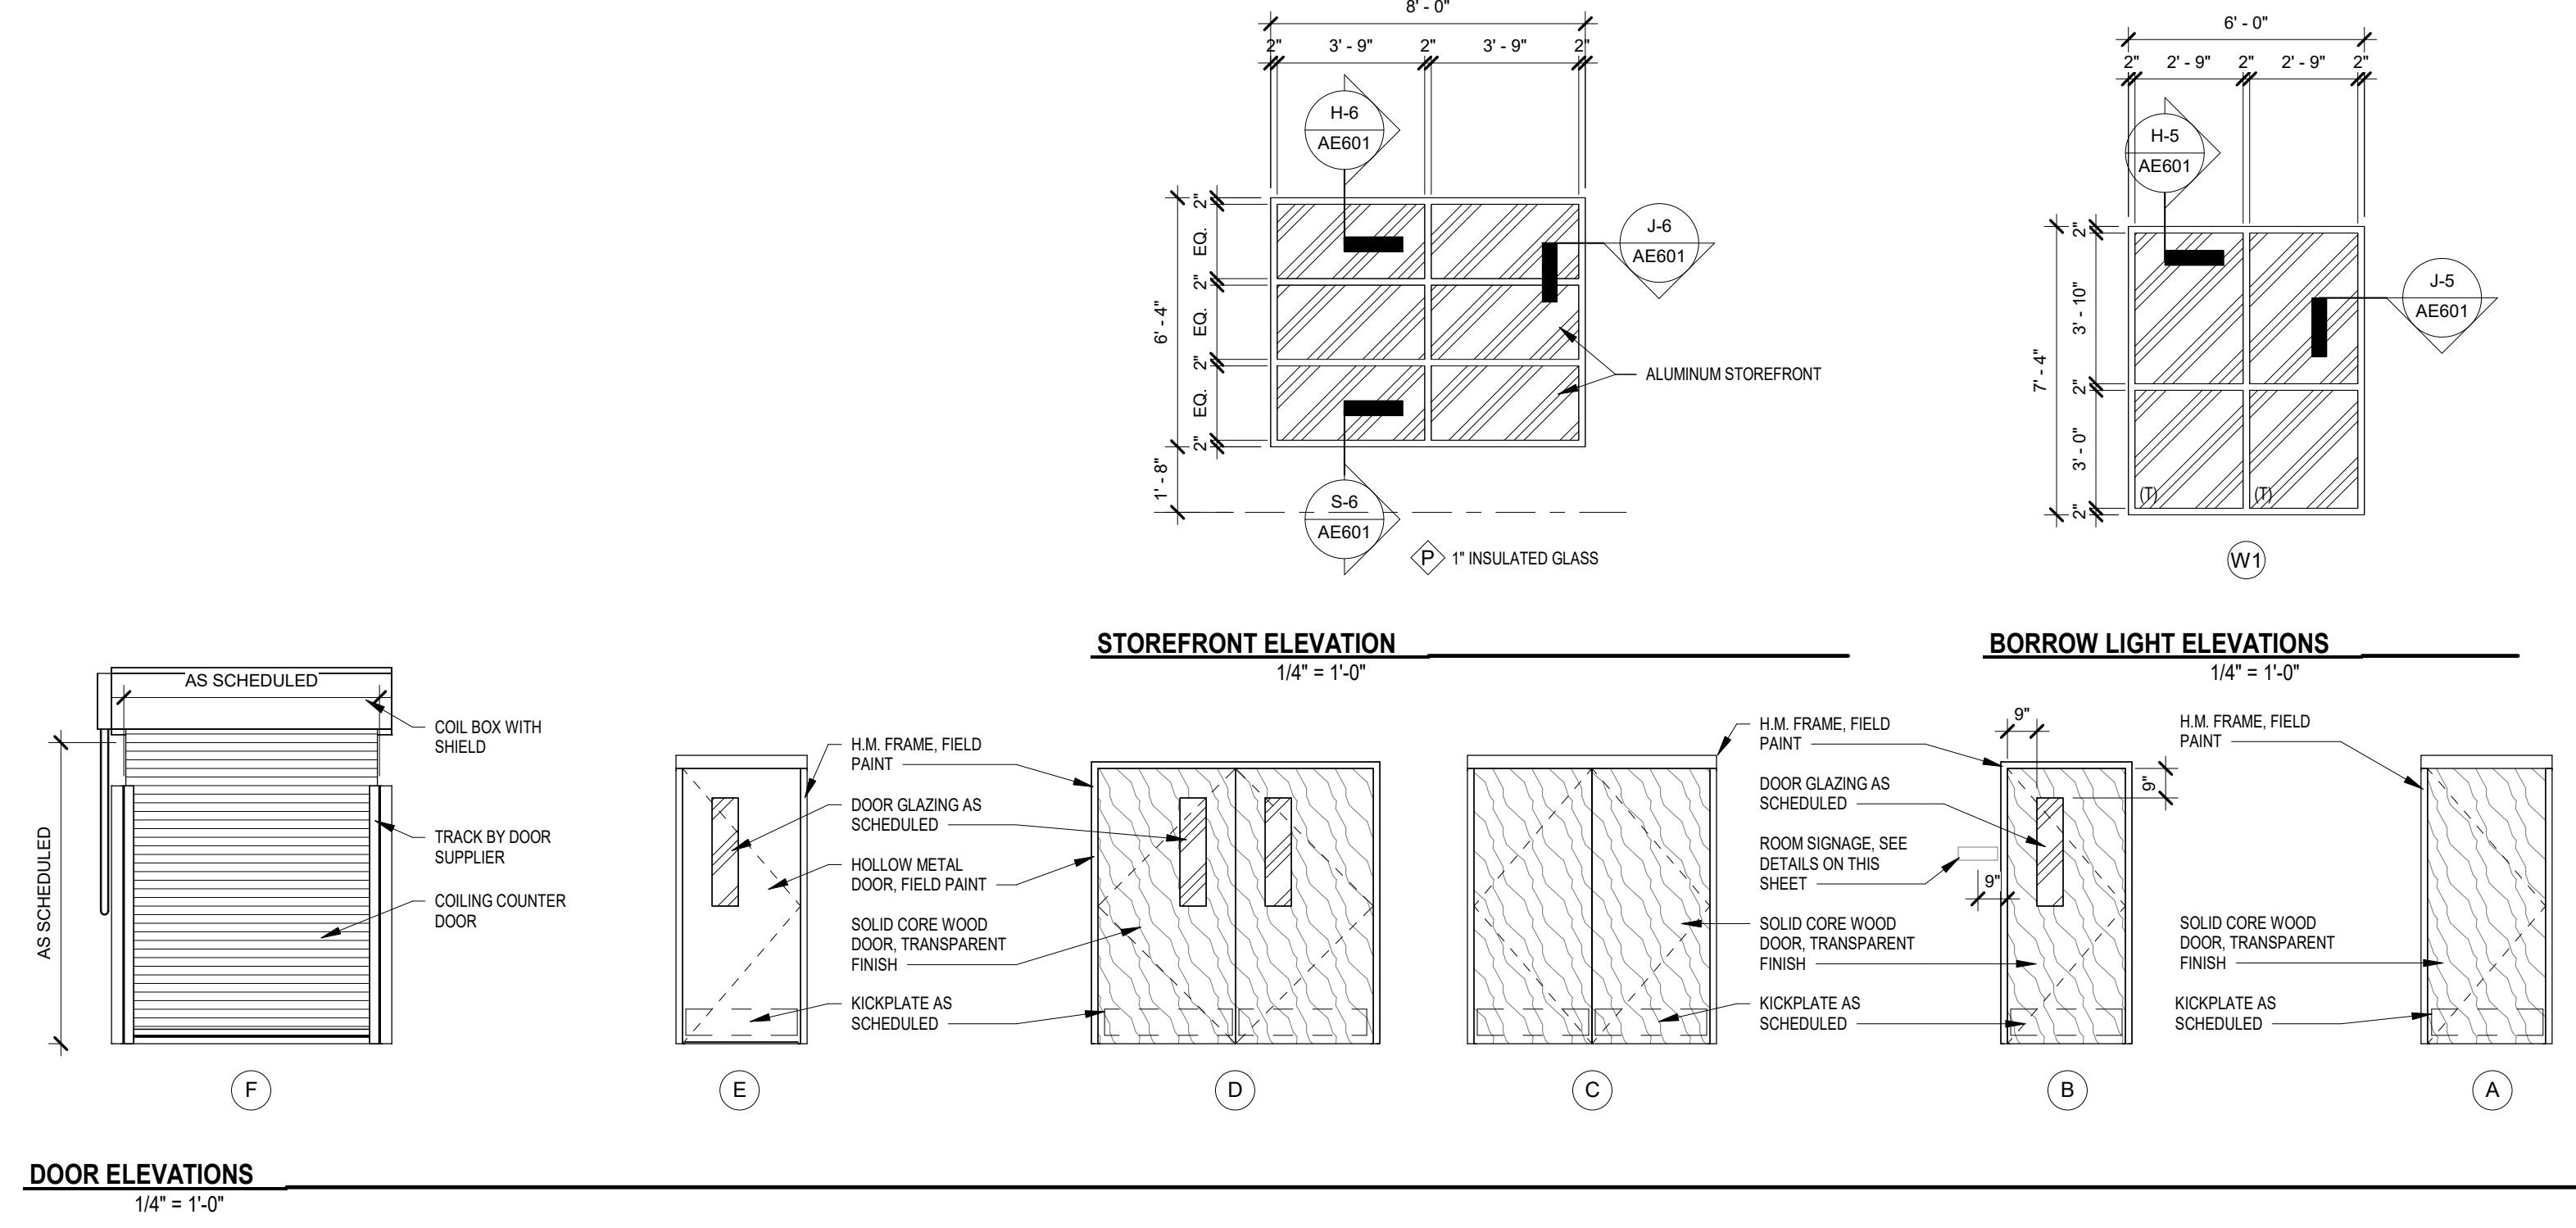 8' - 0"
2" 3' - 9" 2" 3' - 9" 2"
H-6
AE601
2"
EQ.
2"
EQ.
2"
EQ.
2"
6' - 4"
1' - 8"
J-6
AE601
ALUMINUM STOREFRONT
S-6
AE601
P 1" INSULATED GLASS
6' - 0"
2" 2' - 9" 2" 2' - 9" 2"
H-5
AE601
2"
3' - 10"
2"
3' - 0"
2"
7' - 4"
J-5
AE601
(T) (T)
W1
STOREFRONT ELEVATION
1/4" = 1'-0"
BORROW LIGHT ELEVATIONS
1/4" = 1'-0"
AS SCHEDULED
AS SCHEDULED
COIL BOX WITH
SHIELD
TRACK BY DOOR
SUPPLIER
COILING COUNTER
DOOR
F
E
H.M. FRAME, FIELD
PAINT
DOOR GLAZING AS
SCHEDULED
HOLLOW METAL
DOOR, FIELD PAINT
SOLID CORE WOOD
DOOR, TRANSPARENT
FINISH
KICKPLATE AS
SCHEDULED
D
C
H.M. FRAME, FIELD
PAINT
DOOR GLAZING AS
SCHEDULED
ROOM SIGNAGE, SEE
DETAILS ON THIS
SHEET
SOLID CORE WOOD
DOOR, TRANSPARENT
FINISH
KICKPLATE AS
SCHEDULED
9"
9"
9"
B
H.M. FRAME, FIELD
PAINT
SOLID CORE WOOD
DOOR, TRANSPARENT
FINISH
KICKPLATE AS
SCHEDULED
A
DOOR ELEVATIONS
1/4" = 1'-0"